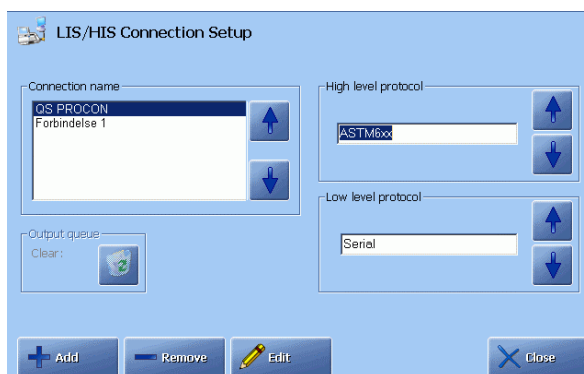 LIS/HIS Connection Setup
Connection name
QS PROCON
Forbindelse 1
High level protocol
ASTM6xx
Low level protocol
Serial
Output queue
Clear:
Add
Remove
Edit
Close